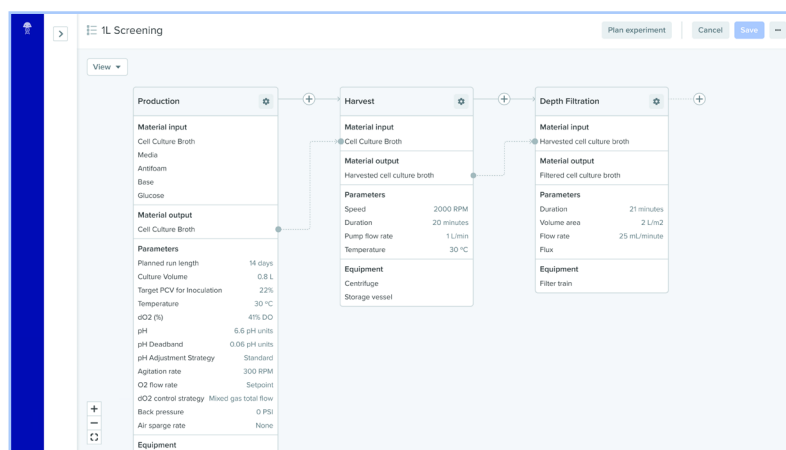 1L Screening
Plan experiment
Cancel
Save
View
Production
Material input
Cell Culture Broth
Media
Antifoam
Base
Glucose
Material output
Cell Culture Broth
Parameters
Planned run length 14 days
Culture Volume 0.8 L
Target PCV for Inoculation 22%
Temperature 30 ºC
dO2 (%) 41% DO
pH 6.6 pH units
pH Deadband 0.06 pH units
pH Adjustment Strategy Standard
Agitation rate 300 RPM
O2 flow rate Setpoint
dO2 control strategy Mixed gas total flow
Back pressure 0 PSI
Air sparge rate None
Equipment
Harvest
Material input
Cell Culture Broth
Material output
Harvested cell culture broth
Parameters
Speed 2000 RPM
Duration 20 minutes
Pump flow rate 1 L/min
Temperature 30 ºC
Equipment
Centrifuge
Storage vessel
Depth Filtration
Material input
Harvested cell culture broth
Material output
Filtered cell culture broth
Parameters
Duration 21 minutes
Volume area 2 L/m2
Flow rate 25 mL/minute
Flux
Equipment
Filter train